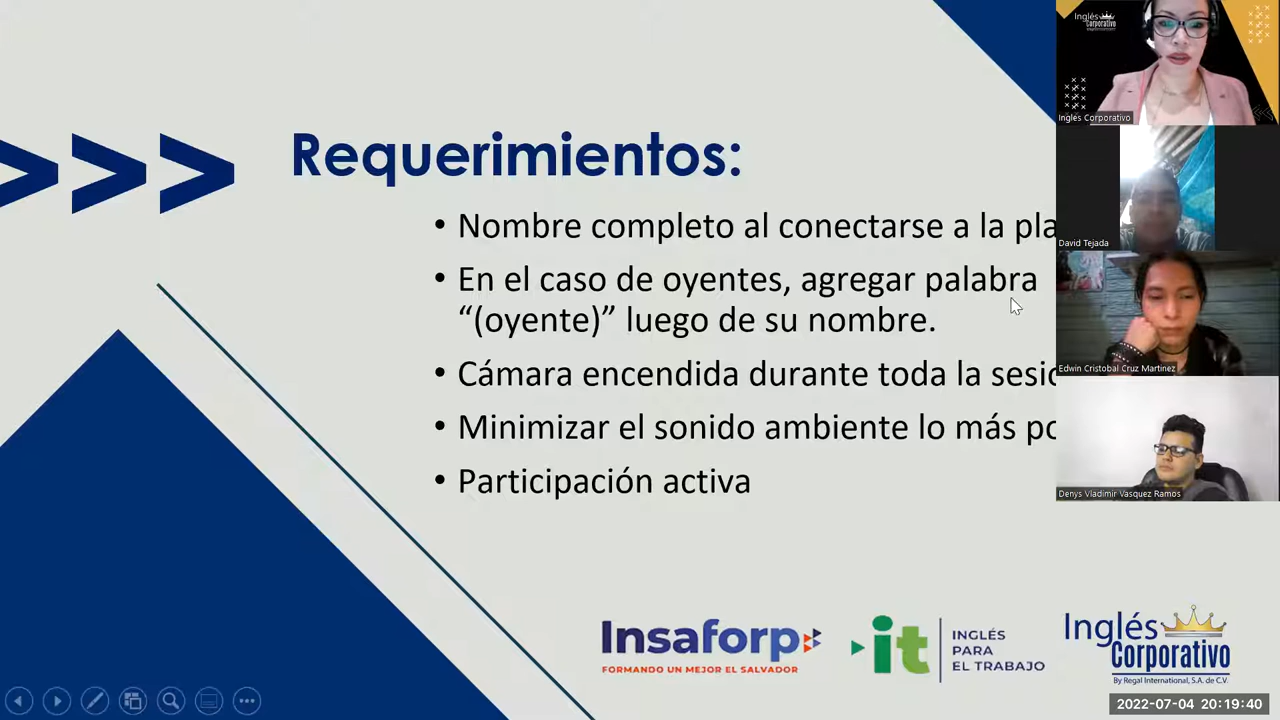 Requerimientos:
• Nombre completo al conectarse a la pla
• En el caso de oyentes, agregar palabra
“(oyente)” luego de su nombre.
• Cámara encendida durante toda la sesio
• Minimizar el sonido ambiente lo más po
• Participación activa
Inglés
Corporativo
Inglés Corporativo
David Tejada
Edwin Cristobal Cruz Martinez
Denys Vladimir Vasquez Ramos
Insaforp
FORMANDO UN MEJOR EL SALVADOR
it
INGLÉS
PARA
EL TRABAJO
Inglés
Corporativo
By Regal International, S.A. de C.V.
2022-07-04 20:19:40